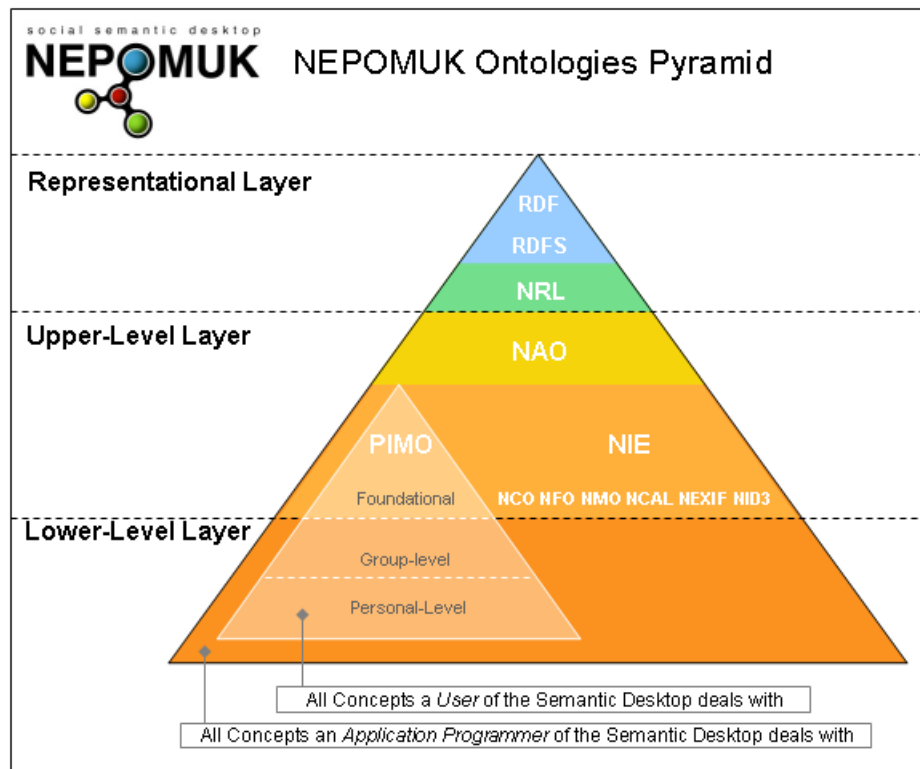 social semantic desktop
NEPOMUK
NEPOMUK Ontologies Pyramid
Representational Layer
RDF
RDFS
NRL
Upper-Level Layer
NAO
PIMO
NIE
Foundational
NCO NFO NMO NCAL NEXIF NID3
Lower-Level Layer
Group-level
Personal-Level
All Concepts a User of the Semantic Desktop deals with
All Concepts an Application Programmer of the Semantic Desktop deals with